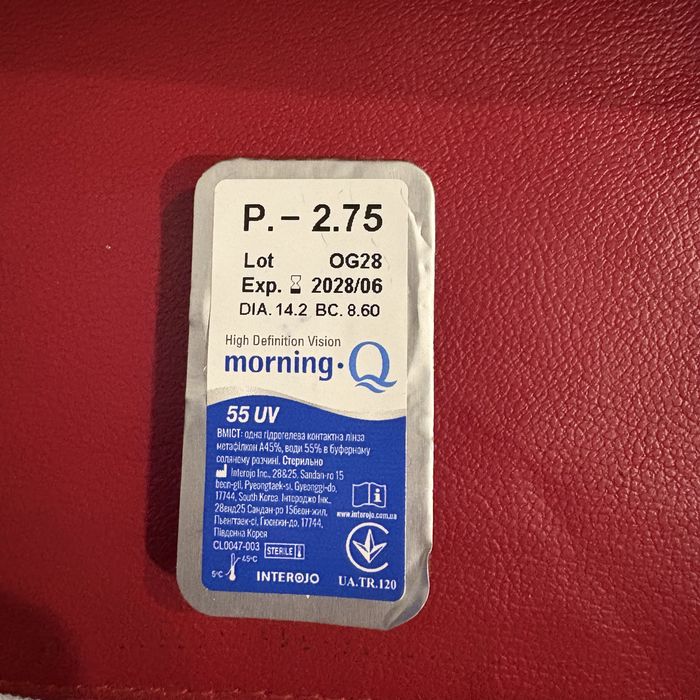 P. – 2.75
Lot OG28
Exp. 2028/06
DIA. 14.2 BC. 8.60
High Definition Vision
morning·Q
55 UV
ВМІСТ: одна гідрогелева контактна лінза
метафілкон А45%, води 55% в буферному
соляному розчині. Стерильно
Interojo Inc., 28&25, Sandan-ro 15
beon-gil, Pyeongtaek-si, Gyeonggi-do,
17744, South Korea. Інтероджо Інк.,
28енд25 Сандан-ро 15беон-жил,
Пьенгтаек-сі, Гюонжи-до, 17744,
Південна Корея
www.interojo.com.ua
CL0047-003 STERILE
45°C
5°C
INTEROJO
UA.TR.120